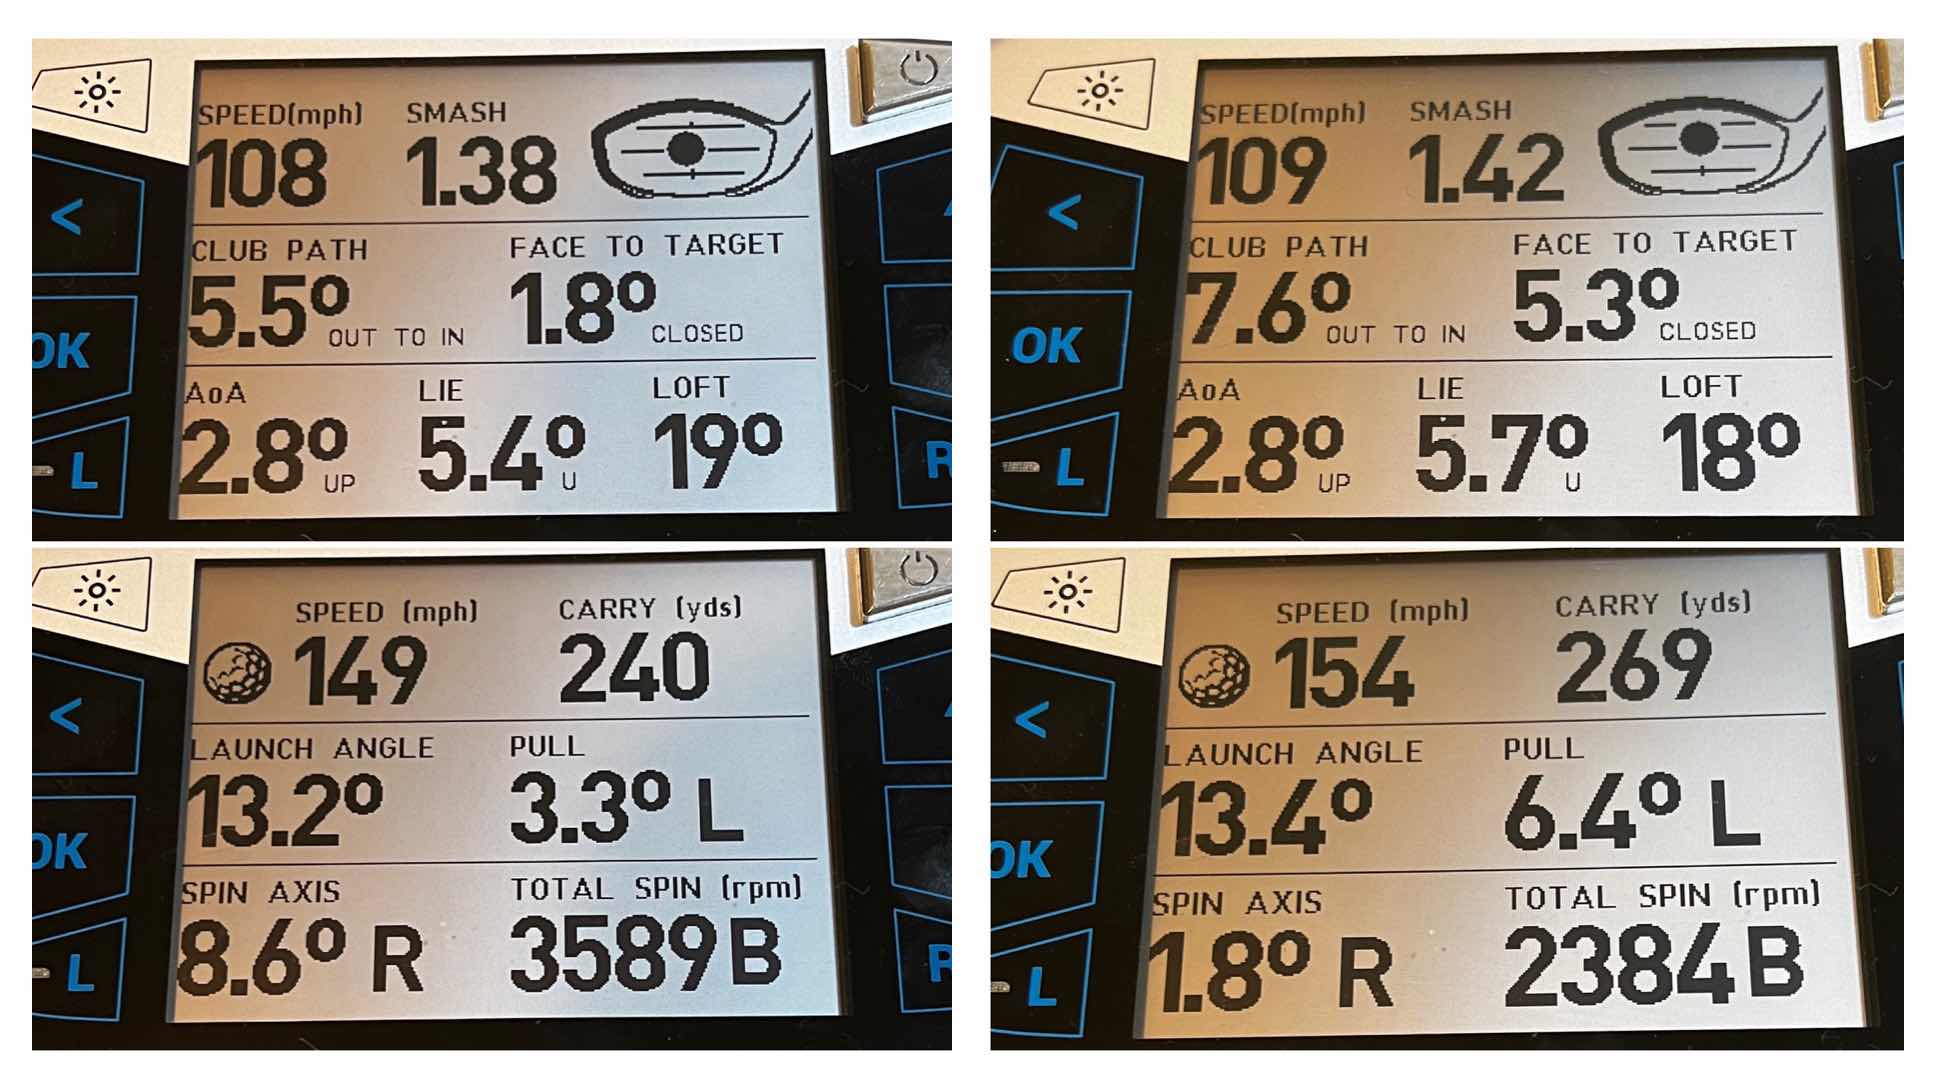 SPEED(mph) SMASH
108 1.38
CLUB PATH FACE TO TARGET
5.5° OUT TO IN 1.8° CLOSED
AoA LIE LOFT
2.8° UP 5.4° U 19°
<
OK
L
R
SPEED(mph) SMASH
109 1.42
CLUB PATH FACE TO TARGET
7.6° OUT TO IN 5.3° CLOSED
AoA LIE LOFT
2.8° UP 5.7° U 18°
<
OK
L
SPEED (mph) CARRY (yds)
149 240
LAUNCH ANGLE PULL
13.2° 3.3° L
SPIN AXIS TOTAL SPIN (rpm)
8.6° R 3589 B
<
OK
L
R
SPEED (mph) CARRY (yds)
154 269
LAUNCH ANGLE PULL
13.4° 6.4° L
SPIN AXIS TOTAL SPIN (rpm)
1.8° R 2384 B
<
OK
L